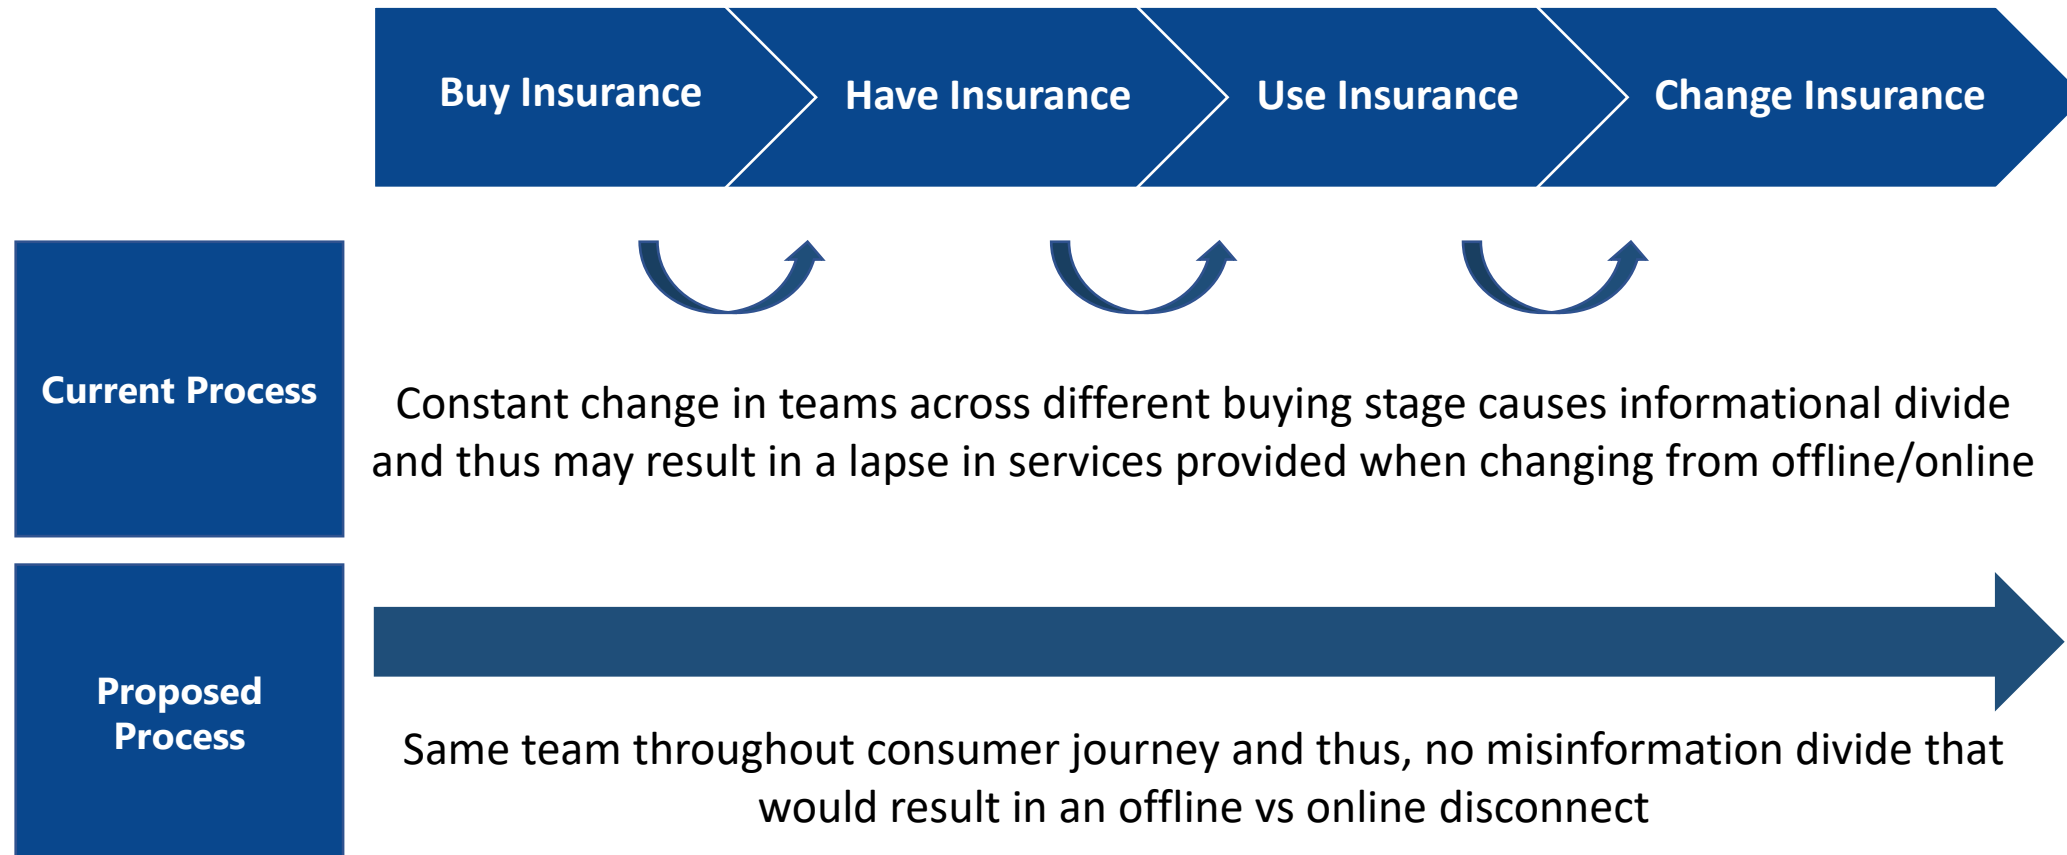 Buy Insurance
Have Insurance
Use Insurance
Change Insurance
Current Process
Constant change in teams across different buying stage causes informational divide
and thus may result in a lapse in services provided when changing from offline/online
Proposed
Process
Same team throughout consumer journey and thus, no misinformation divide that
would result in an offline vs online disconnect